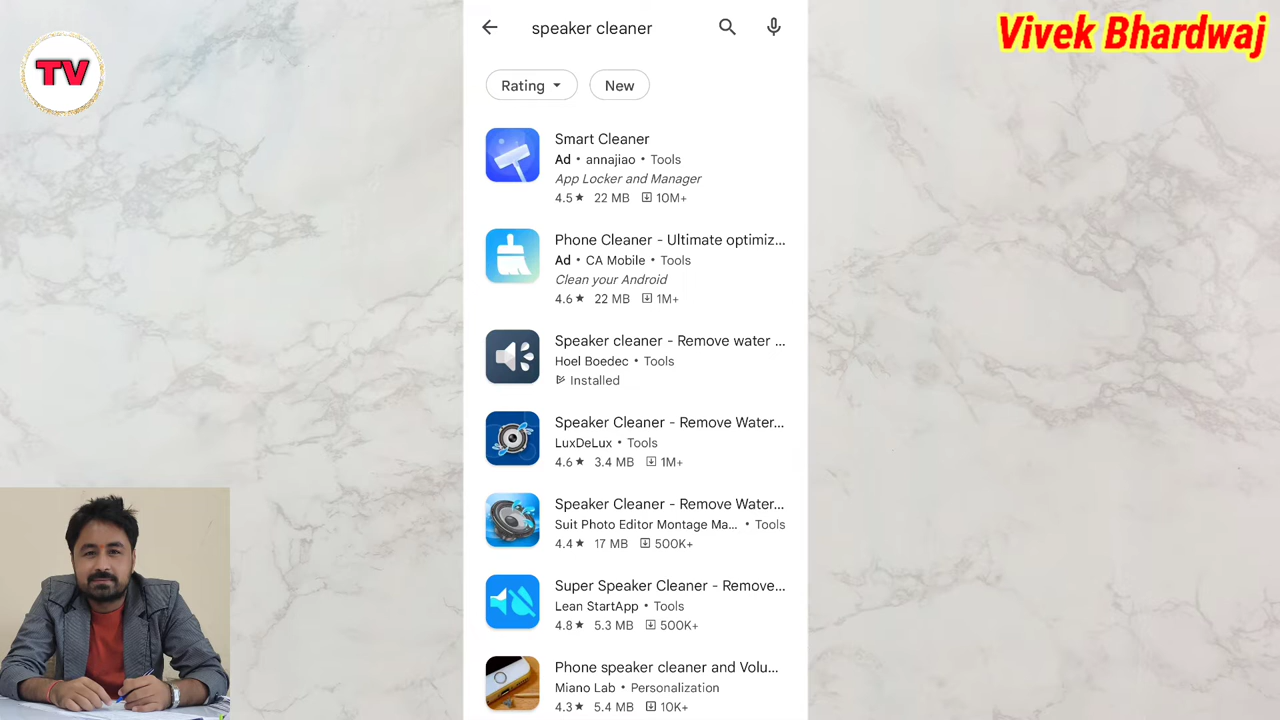 TV
Vivek Bhardwaj
speaker cleaner
Rating
New
Smart Cleaner
Ad • annajiao • Tools
App Locker and Manager
4.5★ 22 MB 10M+
Phone Cleaner - Ultimate optimiz...
Ad • CA Mobile • Tools
Clean your Android
4.6★ 22 MB 1M+
Speaker cleaner - Remove water ...
Hoel Boedec • Tools
Installed
Speaker Cleaner - Remove Water...
LuxDeLux • Tools
4.6★ 3.4 MB 1M+
Speaker Cleaner - Remove Water...
Suit Photo Editor Montage Ma... • Tools
4.4★ 17 MB 500K+
Super Speaker Cleaner - Remove...
Lean StartApp • Tools
4.8★ 5.3 MB 500K+
Phone speaker cleaner and Volu...
Miano Lab • Personalization
4.3★ 5.4 MB 10K+